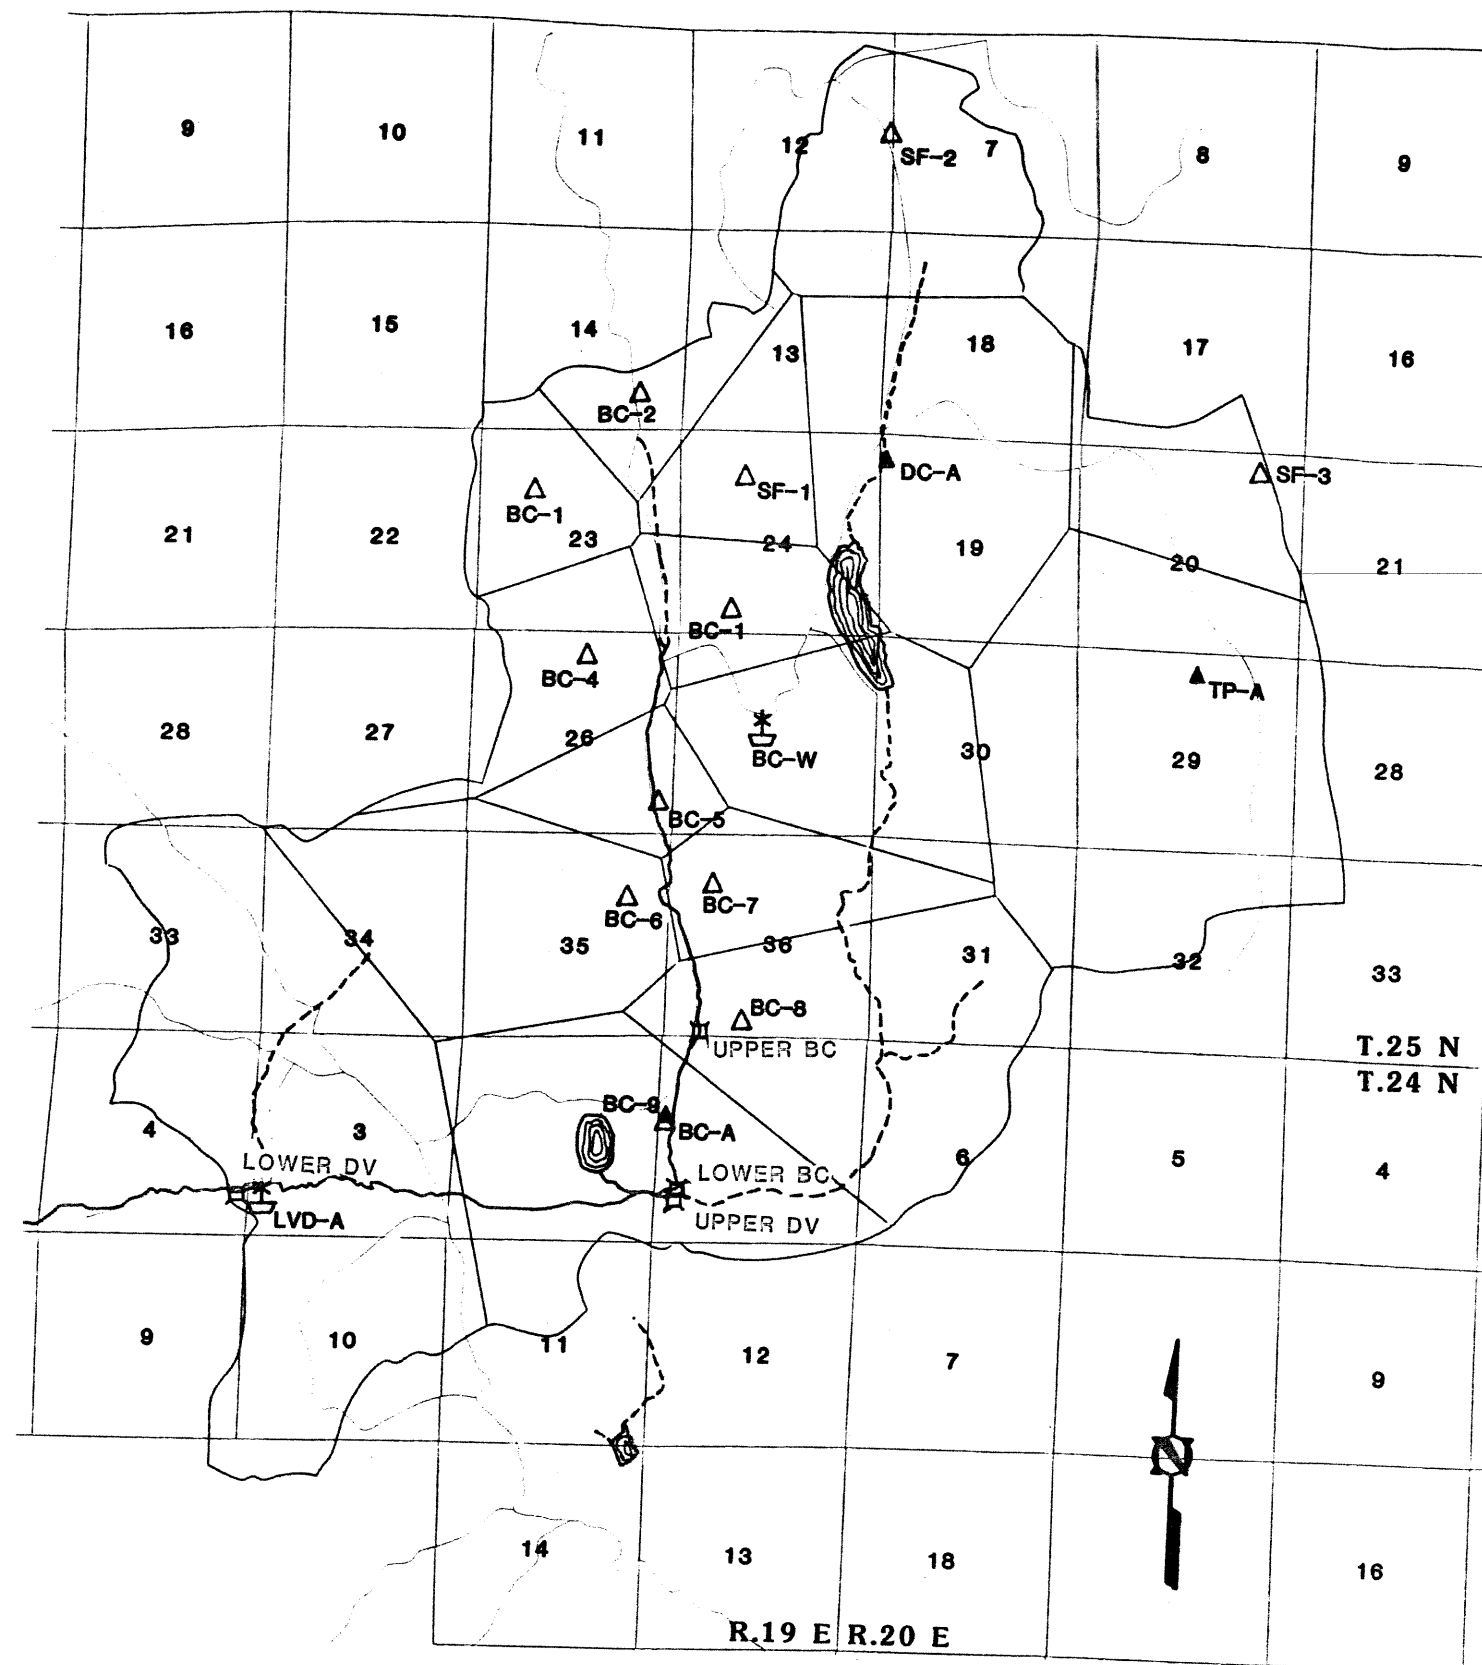 9 10 11 12 7 8 9
SF-2
16 15 14 13 18 17 16
BC-2
DC-A SF-3
BC-1 SF-1
21 22 23 24 19 20 21
BC-4 BC-1
TP-A
28 27 26 BC-W 30 29 28
BC-5
BC-6 BC-7
33 34 35 36 31 32 33
BC-8
UPPER BC T.25 N
T.24 N
BC-9
4 3 BC-A 6 5 4
LOWER DV LOWER BC
LVD-A UPPER DV
9 10 11 12 7 9
14 13 18 16
R.19 E R.20 E